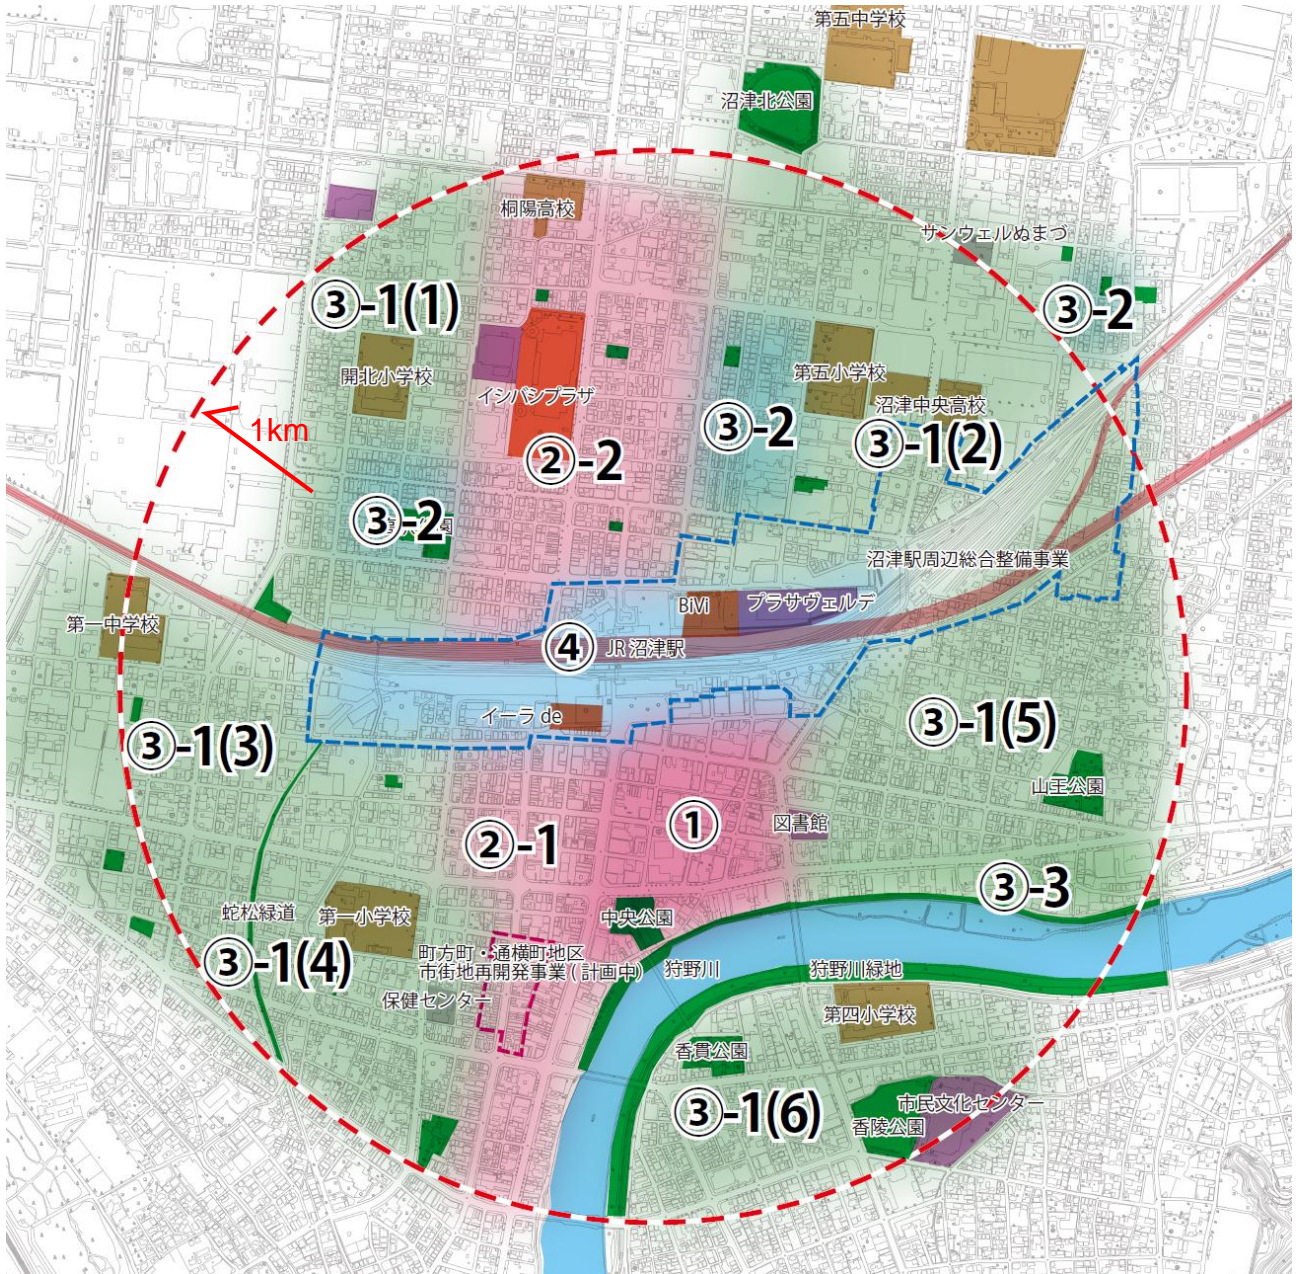 第五中学校
沼津北公園
桐陽高校
サンウェルぬまづ
③-1(1)
③-2
開北小学校
イシバシプラザ
第五小学校
沼津中央高校
1km
②-2
③-2
③-1(2)
③-2
公園
沼津駅周辺総合整備事業
第一中学校
BiVi
プラサヴェルデ
④
JR 沼津駅
イーラ de
③-1(3)
③-1(5)
山王公園
②-1
①
図書館
③-3
蛇松緑道
第一小学校
中央公園
③-1(4)
町方町・通横町地区
市街地再開発事業(計画中)
狩野川
狩野川緑地
保健センター
第四小学校
香貫公園
③-1(6)
市民文化センター
香陵公園